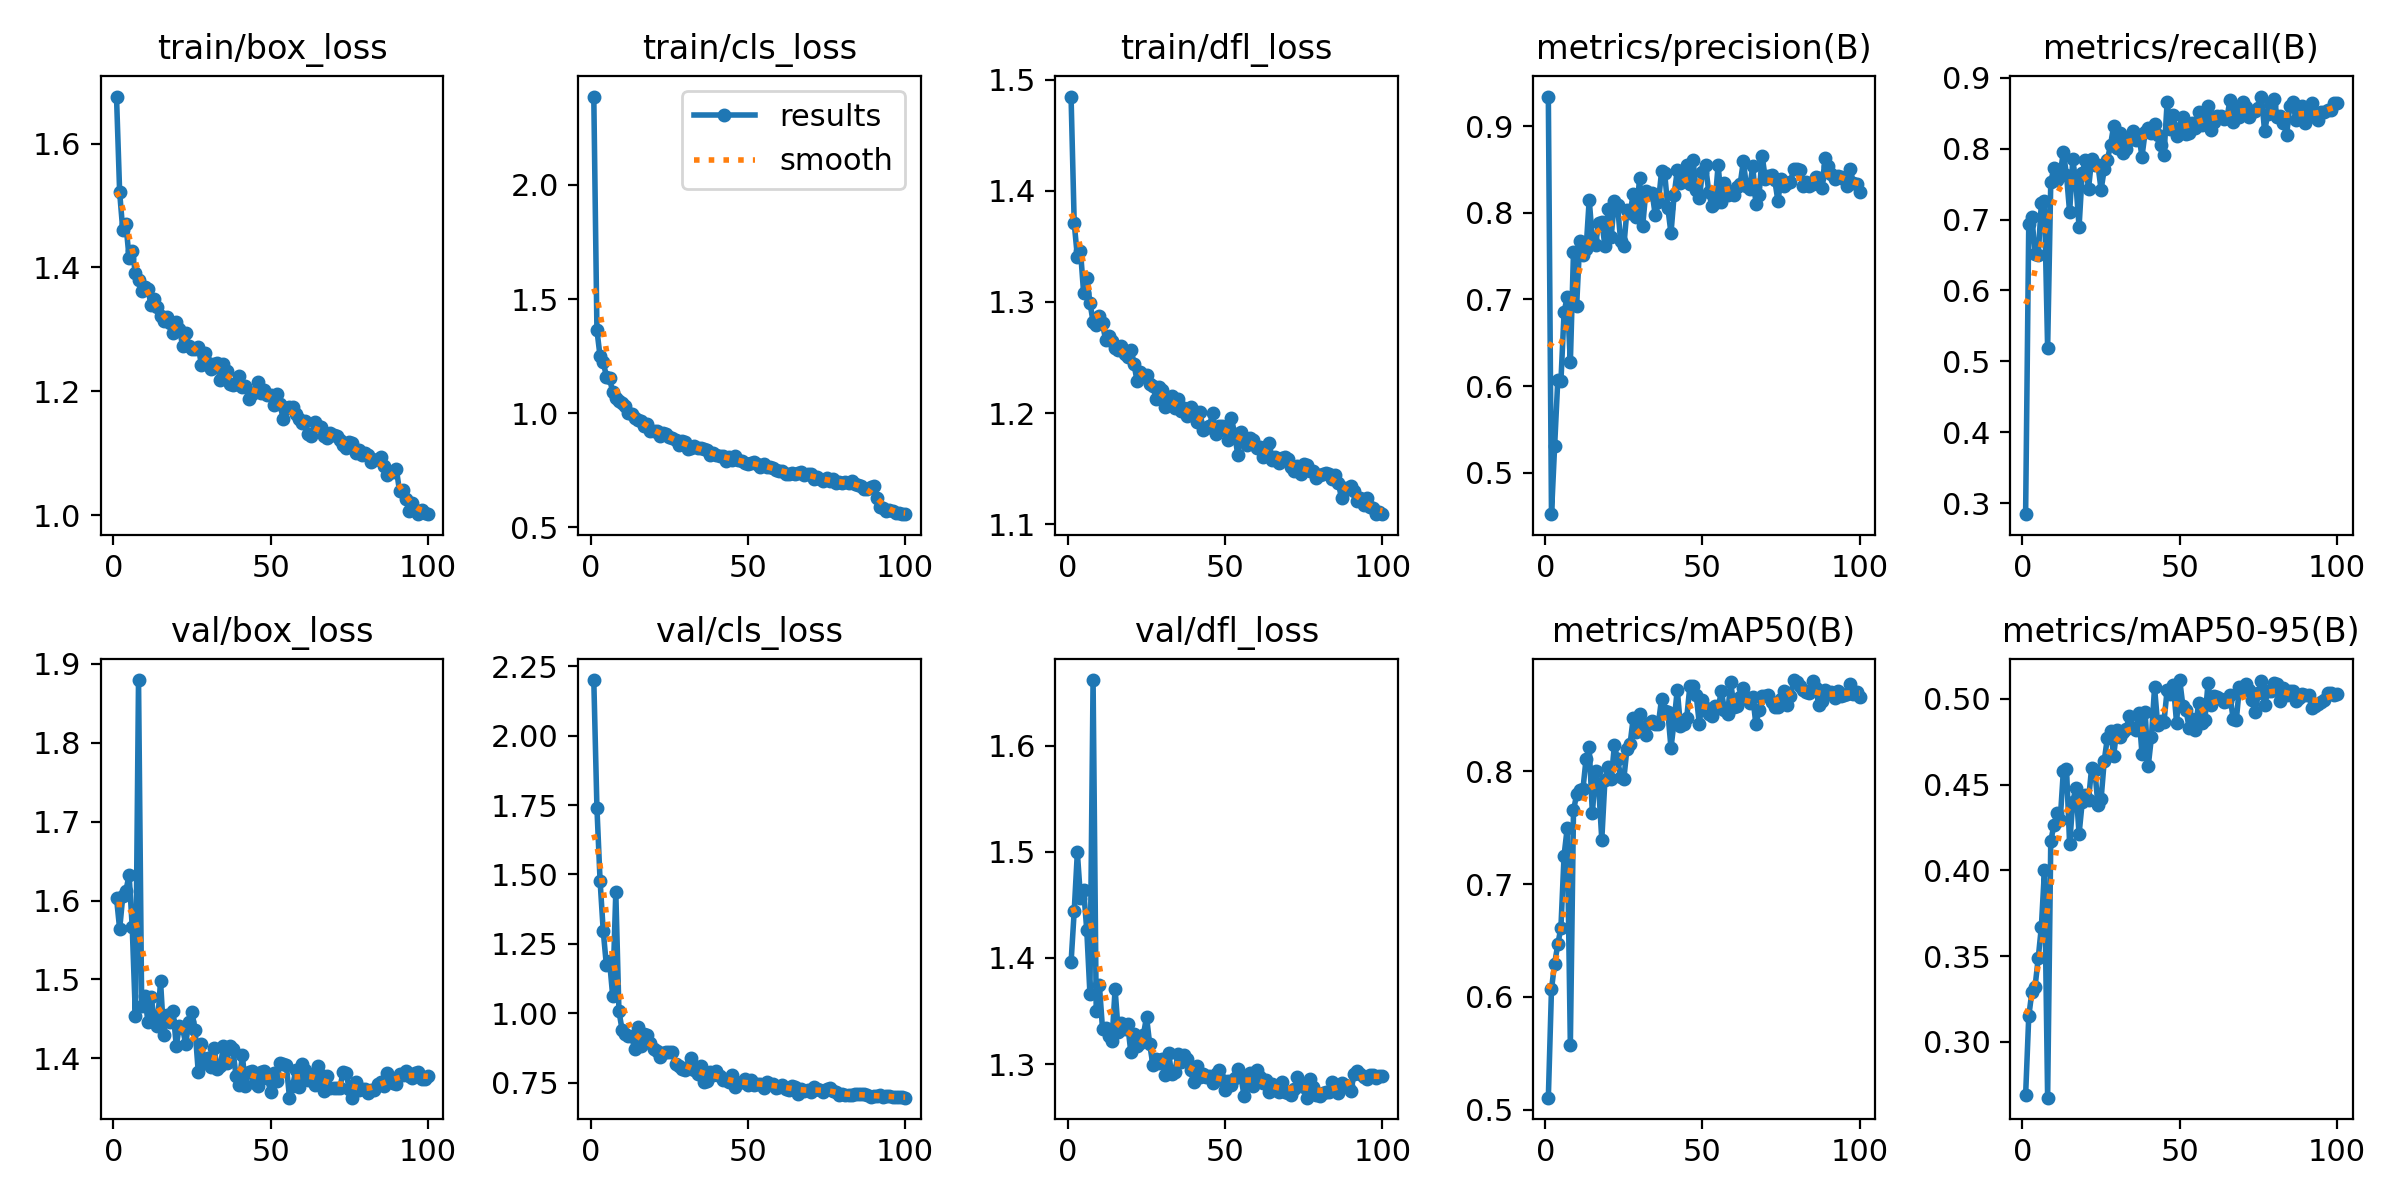 train/box_loss
1.6
1.4
1.2
1.0
0 50 100
train/cls_loss
results
smooth
2.0
1.5
1.0
0.5
0 50 100
train/dfl_loss
1.5
1.4
1.3
1.2
1.1
0 50 100
metrics/precision(B)
0.9
0.8
0.7
0.6
0.5
0 50 100
metrics/recall(B)
0.9
0.8
0.7
0.6
0.5
0.4
0.3
0 50 100
val/box_loss
1.9
1.8
1.7
1.6
1.5
1.4
0 50 100
val/cls_loss
2.25
2.00
1.75
1.50
1.25
1.00
0.75
0 50 100
val/dfl_loss
1.6
1.5
1.4
1.3
0 50 100
metrics/mAP50(B)
0.8
0.7
0.6
0.5
0 50 100
metrics/mAP50-95(B)
0.50
0.45
0.40
0.35
0.30
0 50 100